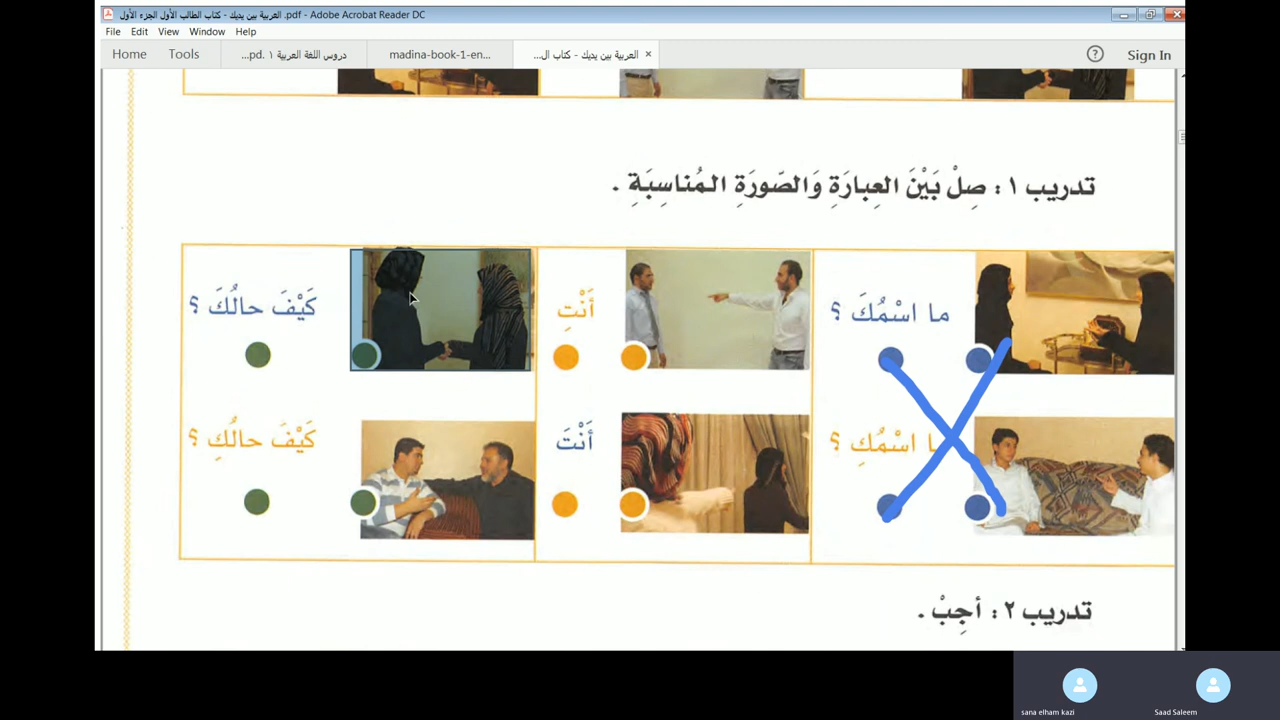 العربية بين يديك - كتاب الطالب الأول الجزء الأول.pdf - Adobe Acrobat Reader DC
File Edit View Window Help
Home Tools دروس اللغة العربية ١ .pd... madina-book-1-en... العربية بين يديك - كتاب ال... × ? Sign In
تدريب ١ : صِلْ بَيْنَ العِبارَةِ وَالصّورَةِ المُناسِبَةِ .
ما اسْمُكَ ؟ أَنْتِ كَيْفَ حالُكَ ؟
ا اسْمُكِ ؟ أَنْتَ كَيْفَ حالُكِ ؟
تدريب ٢ : أجِبْ .
sana elham kazi Saad Saleem